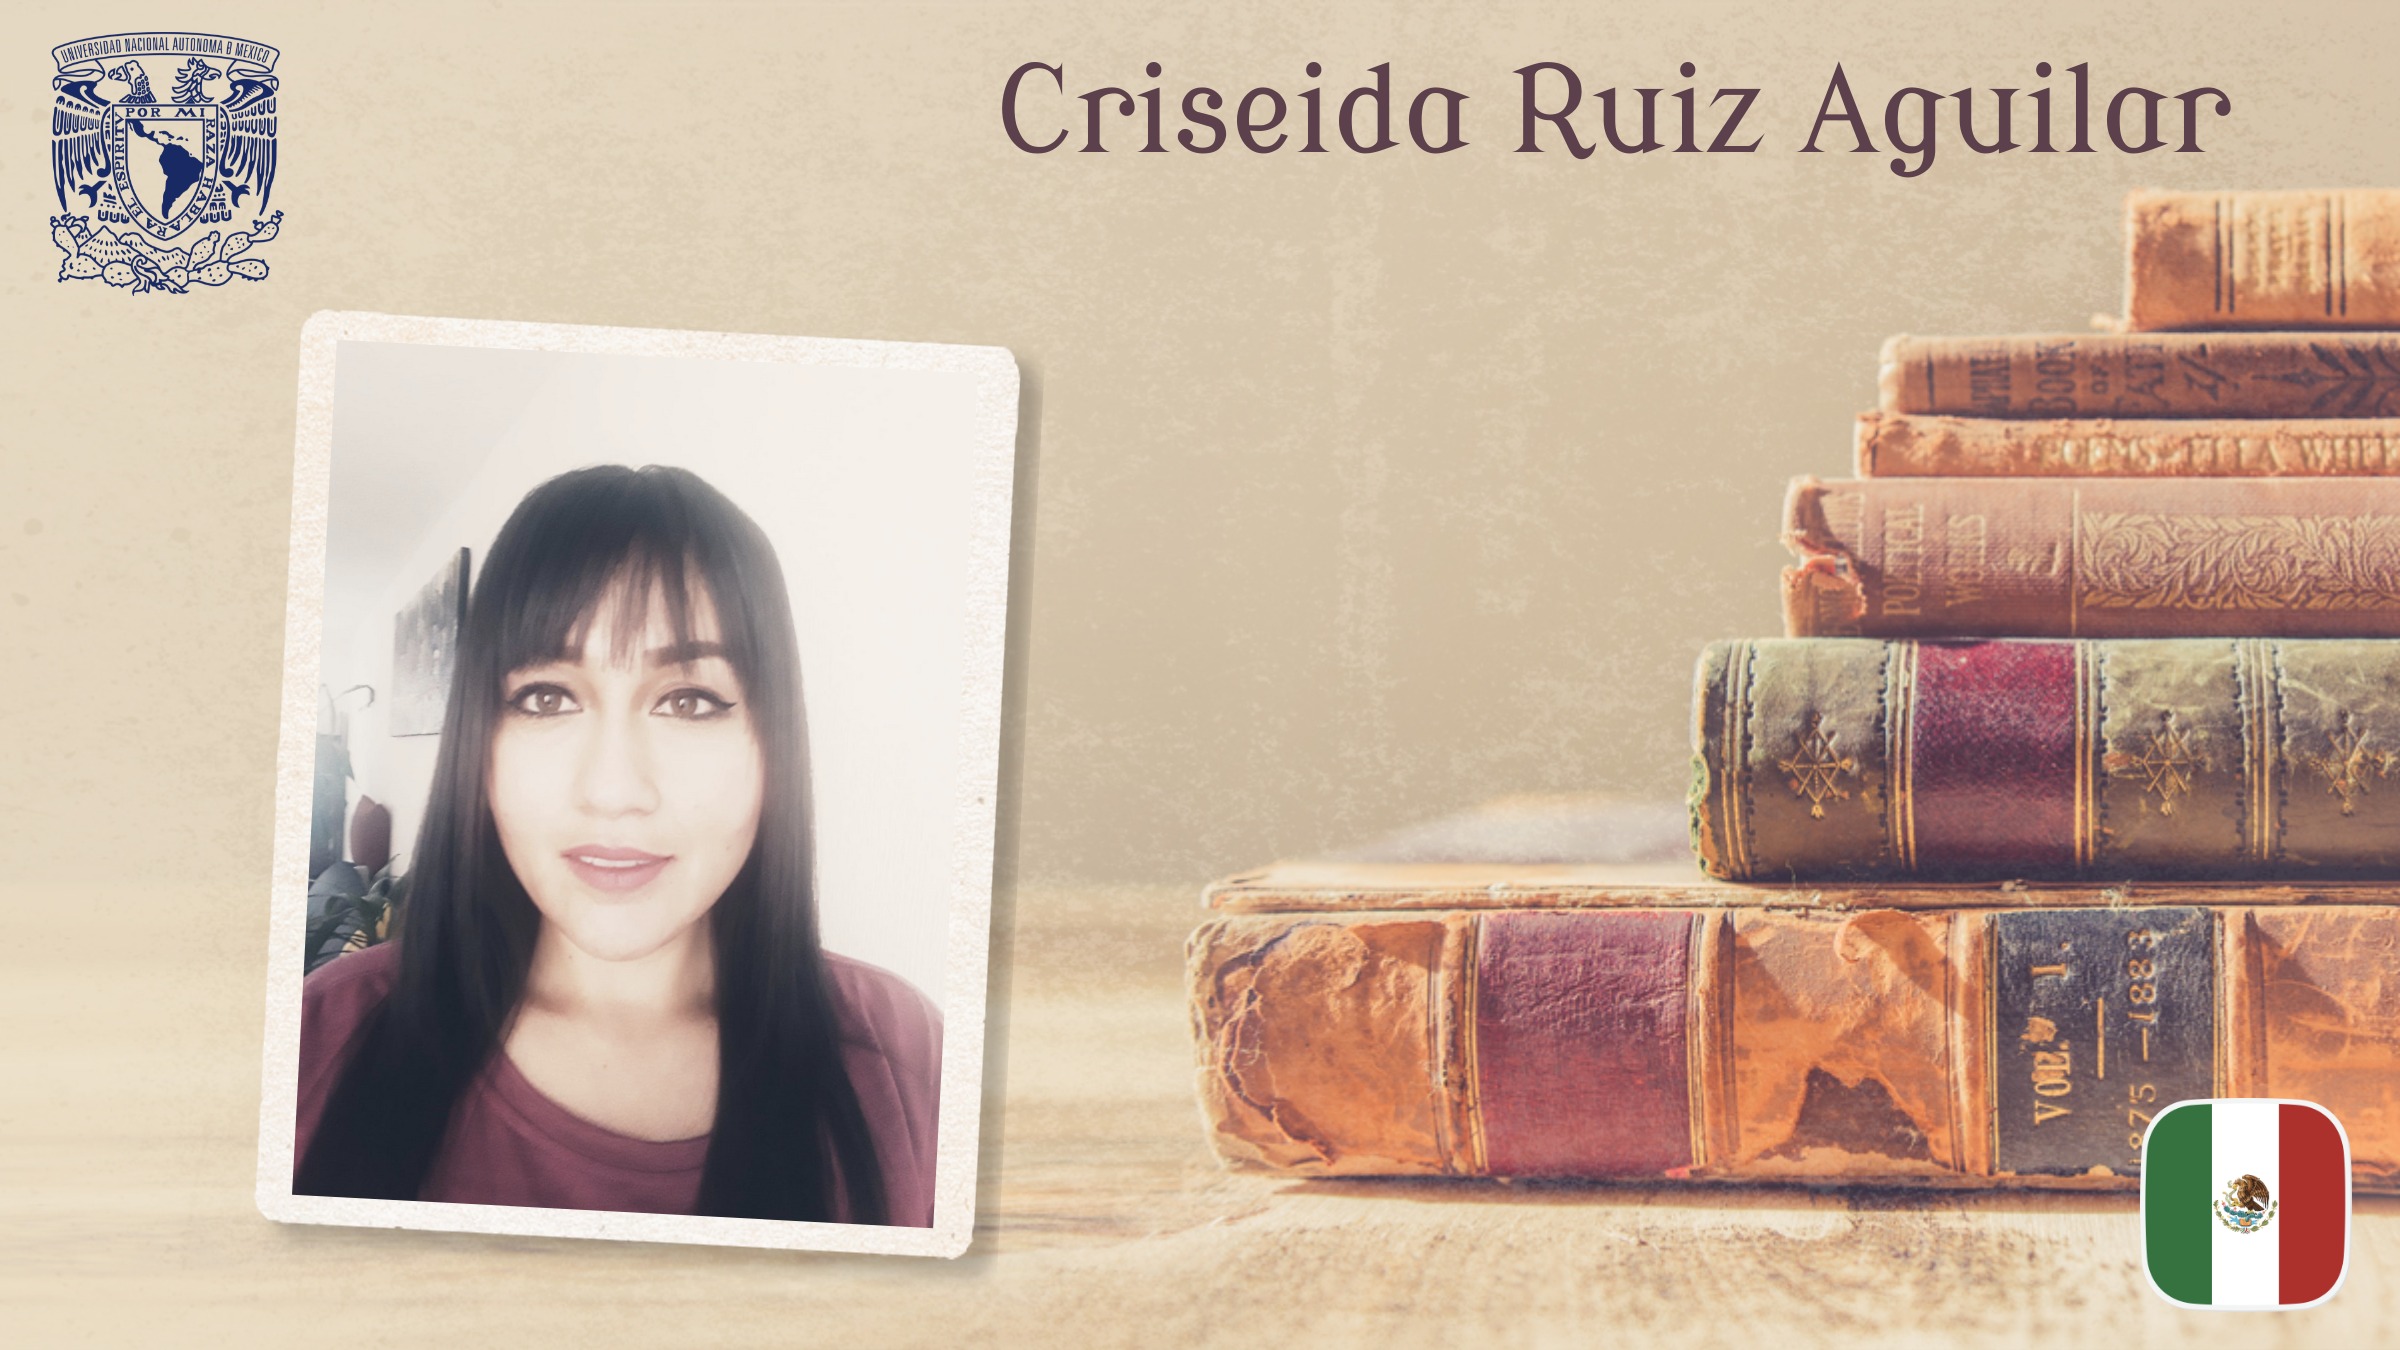 UNIVERSIDAD NACIONAL AUTONOMA D MEXICO
POR MI RAZA HABLARA EL ESPIRITU
Criseida Ruiz Aguilar
BOOK
OF
POEMS ELLA WHEE
POETICAL
WORKS
VOL. I.
1875—1883